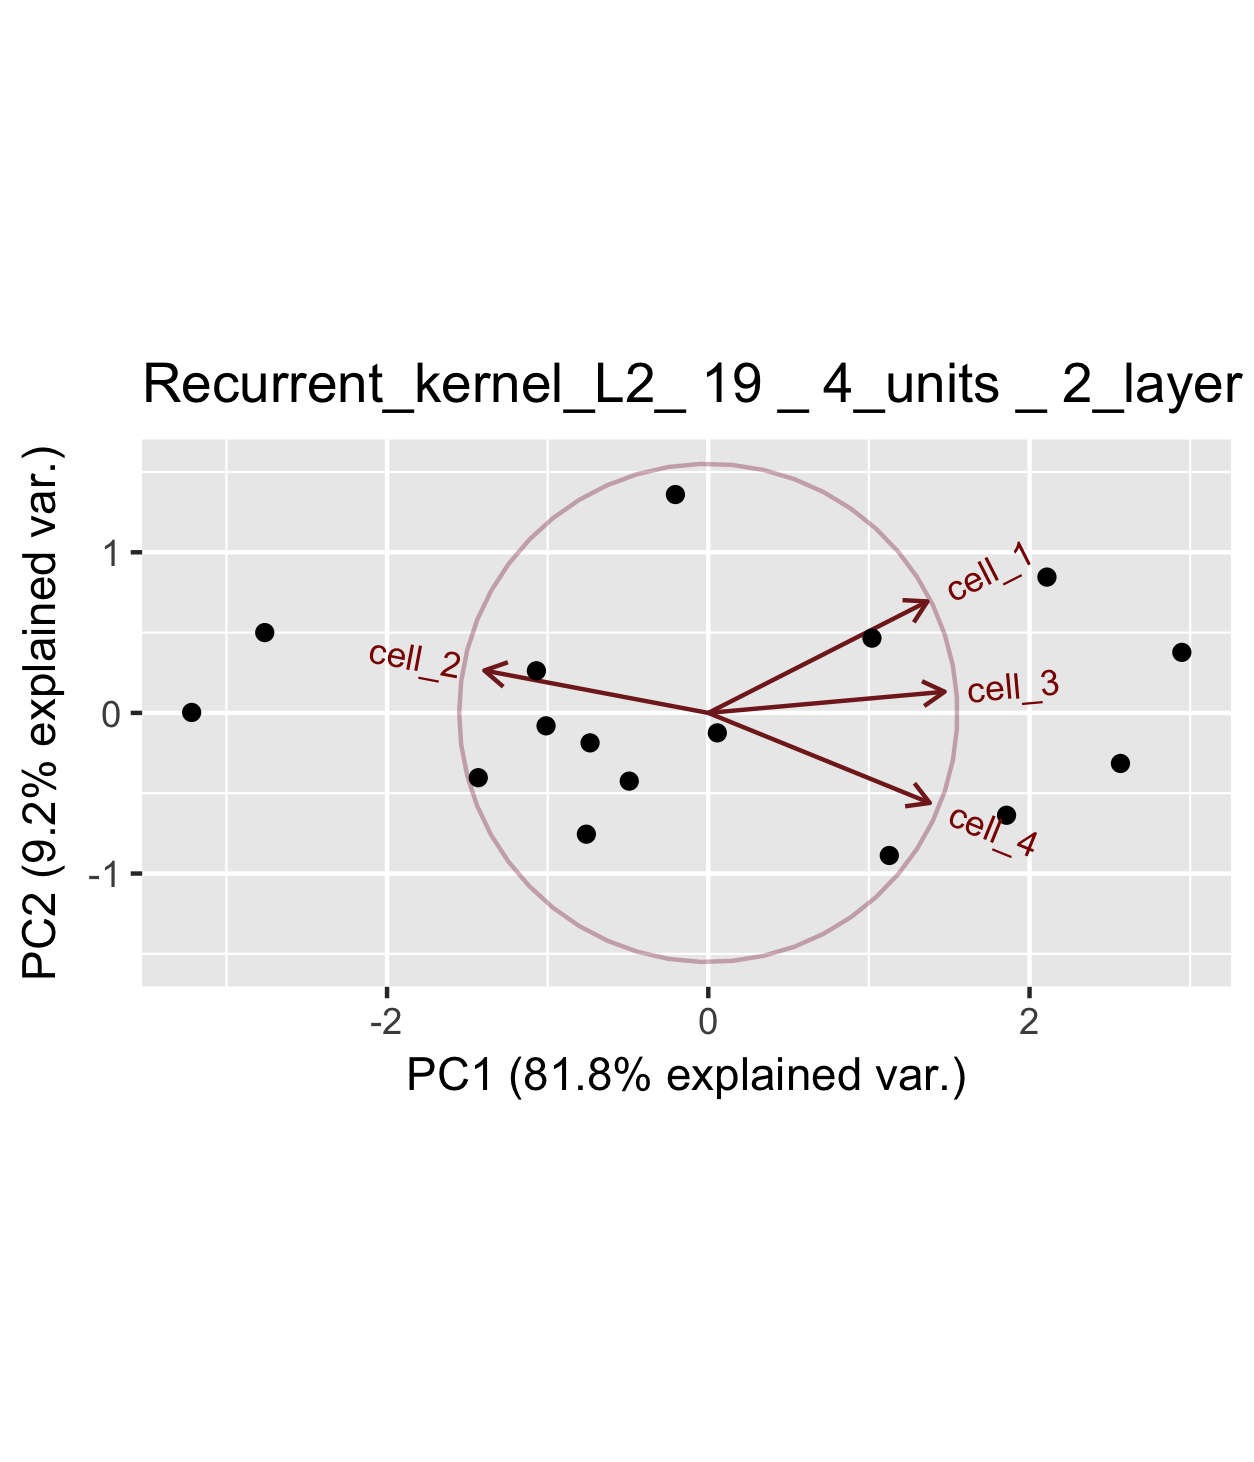 Recurrent_kernel_L2_ 19 _ 4_units _ 2_layer
PC2 (9.2% explained var.)
1
0
-1
cell_1
cell_2
cell_3
cell_4
-2 0 2
PC1 (81.8% explained var.)